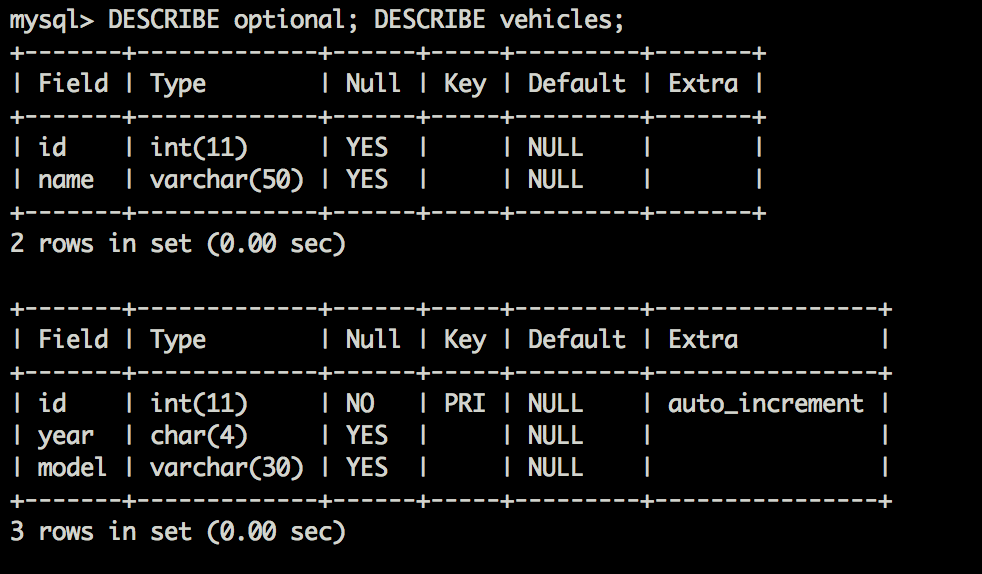 mysql> DESCRIBE optional; DESCRIBE vehicles;
+-------+-------------+------+-----+---------+-------+
| Field | Type        | Null | Key | Default | Extra |
+-------+-------------+------+-----+---------+-------+
| id    | int(11)     | YES  |     | NULL    |       |
| name  | varchar(50) | YES  |     | NULL    |       |
+-------+-------------+------+-----+---------+-------+
2 rows in set (0.00 sec)

+-------+-------------+------+-----+---------+----------------+
| Field | Type        | Null | Key | Default | Extra          |
+-------+-------------+------+-----+---------+----------------+
| id    | int(11)     | NO   | PRI | NULL    | auto_increment |
| year  | char(4)     | YES  |     | NULL    |                |
| model | varchar(30) | YES  |     | NULL    |                |
+-------+-------------+------+-----+---------+----------------+
3 rows in set (0.00 sec)